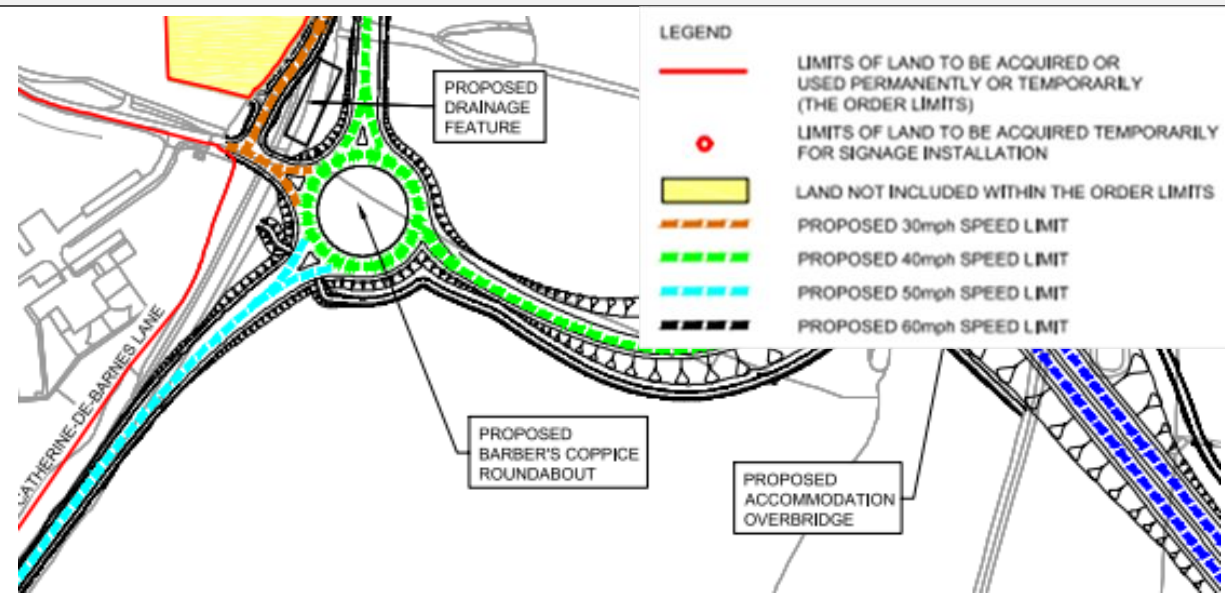 PROPOSED
DRAINAGE
FEATURE
LEGEND
LIMITS OF LAND TO BE ACQUIRED OR
USED PERMANENTLY OR TEMPORARILY
(THE ORDER LIMITS)
LIMITS OF LAND TO BE ACQUIRED TEMPORARILY
FOR SIGNAGE INSTALLATION
LAND NOT INCLUDED WITHIN THE ORDER LIMITS
PROPOSED 30mph SPEED LIMIT
PROPOSED 40mph SPEED LIMIT
PROPOSED 50mph SPEED LIMIT
PROPOSED 60mph SPEED LIMIT
CATHERINE-DE-BARNES LANE
PROPOSED
BARBER'S COPPICE
ROUNDABOUT
PROPOSED
ACCOMMODATION
OVERBRIDGE